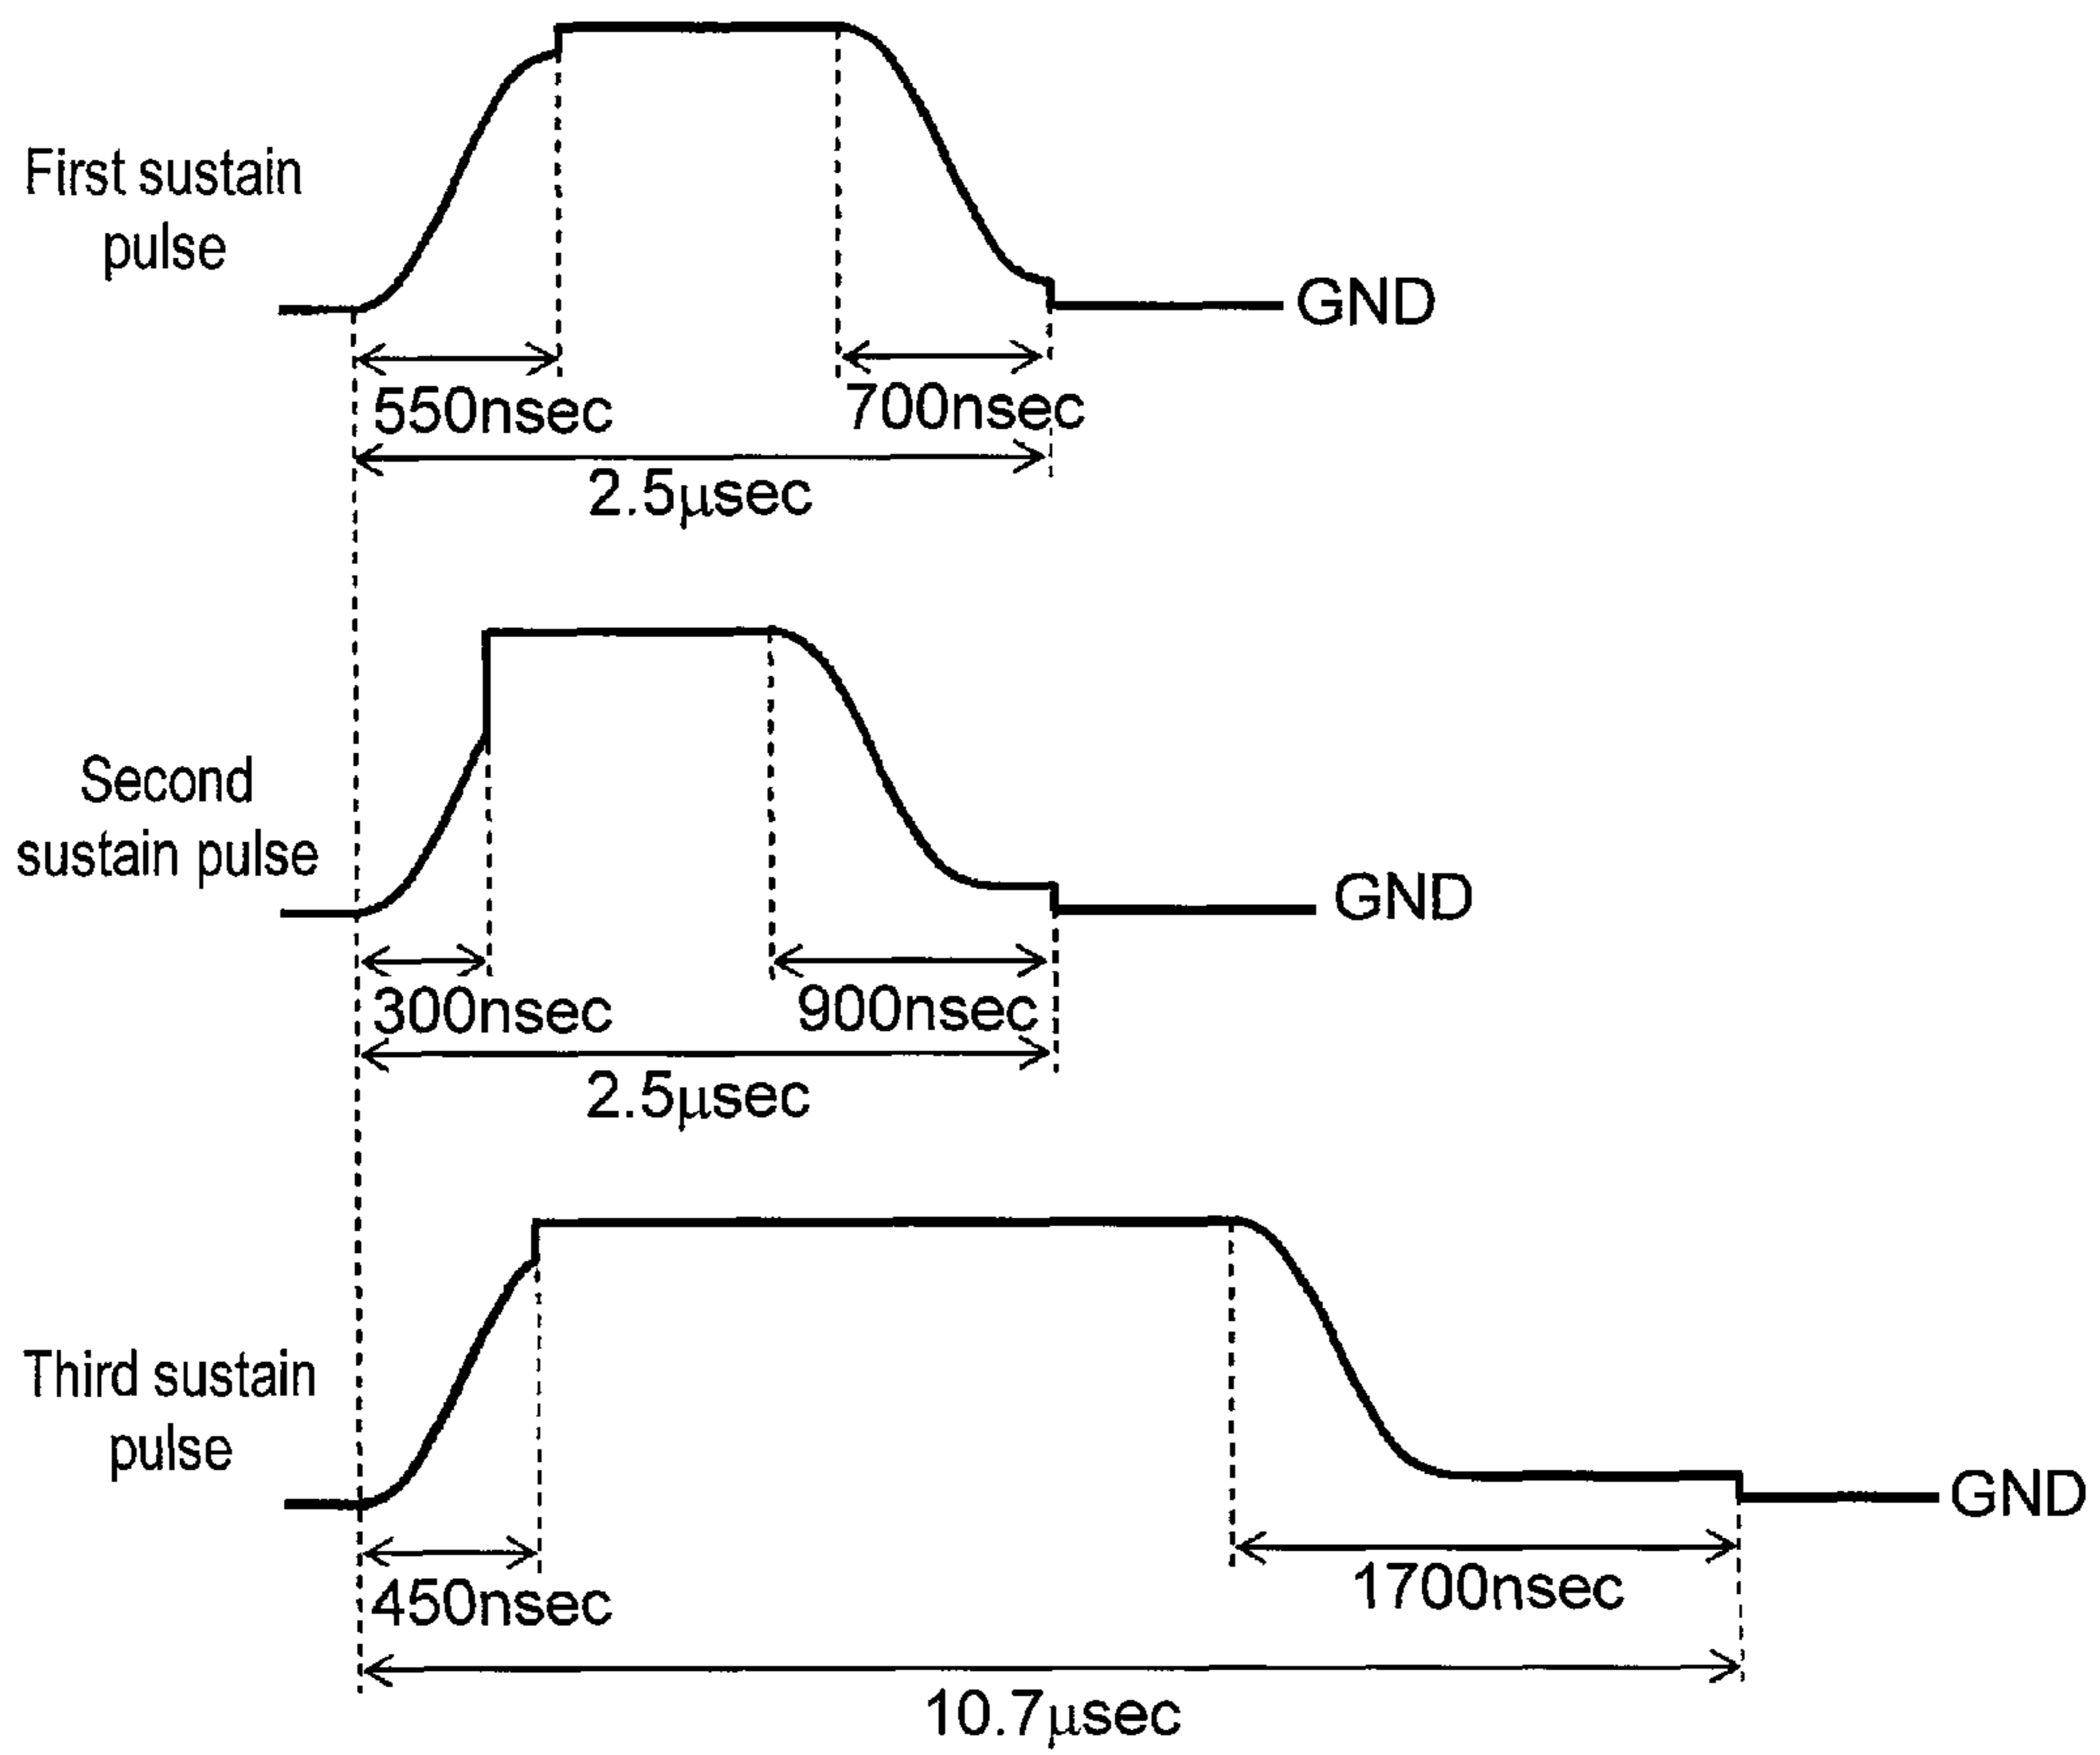 First sustain
pulse
GND
550nsec
700nsec
2.5μsec
Second
sustain pulse
GND
300nsec
900nsec
2.5μsec
Third sustain
pulse
GND
450nsec
1700nsec
10.7μsec